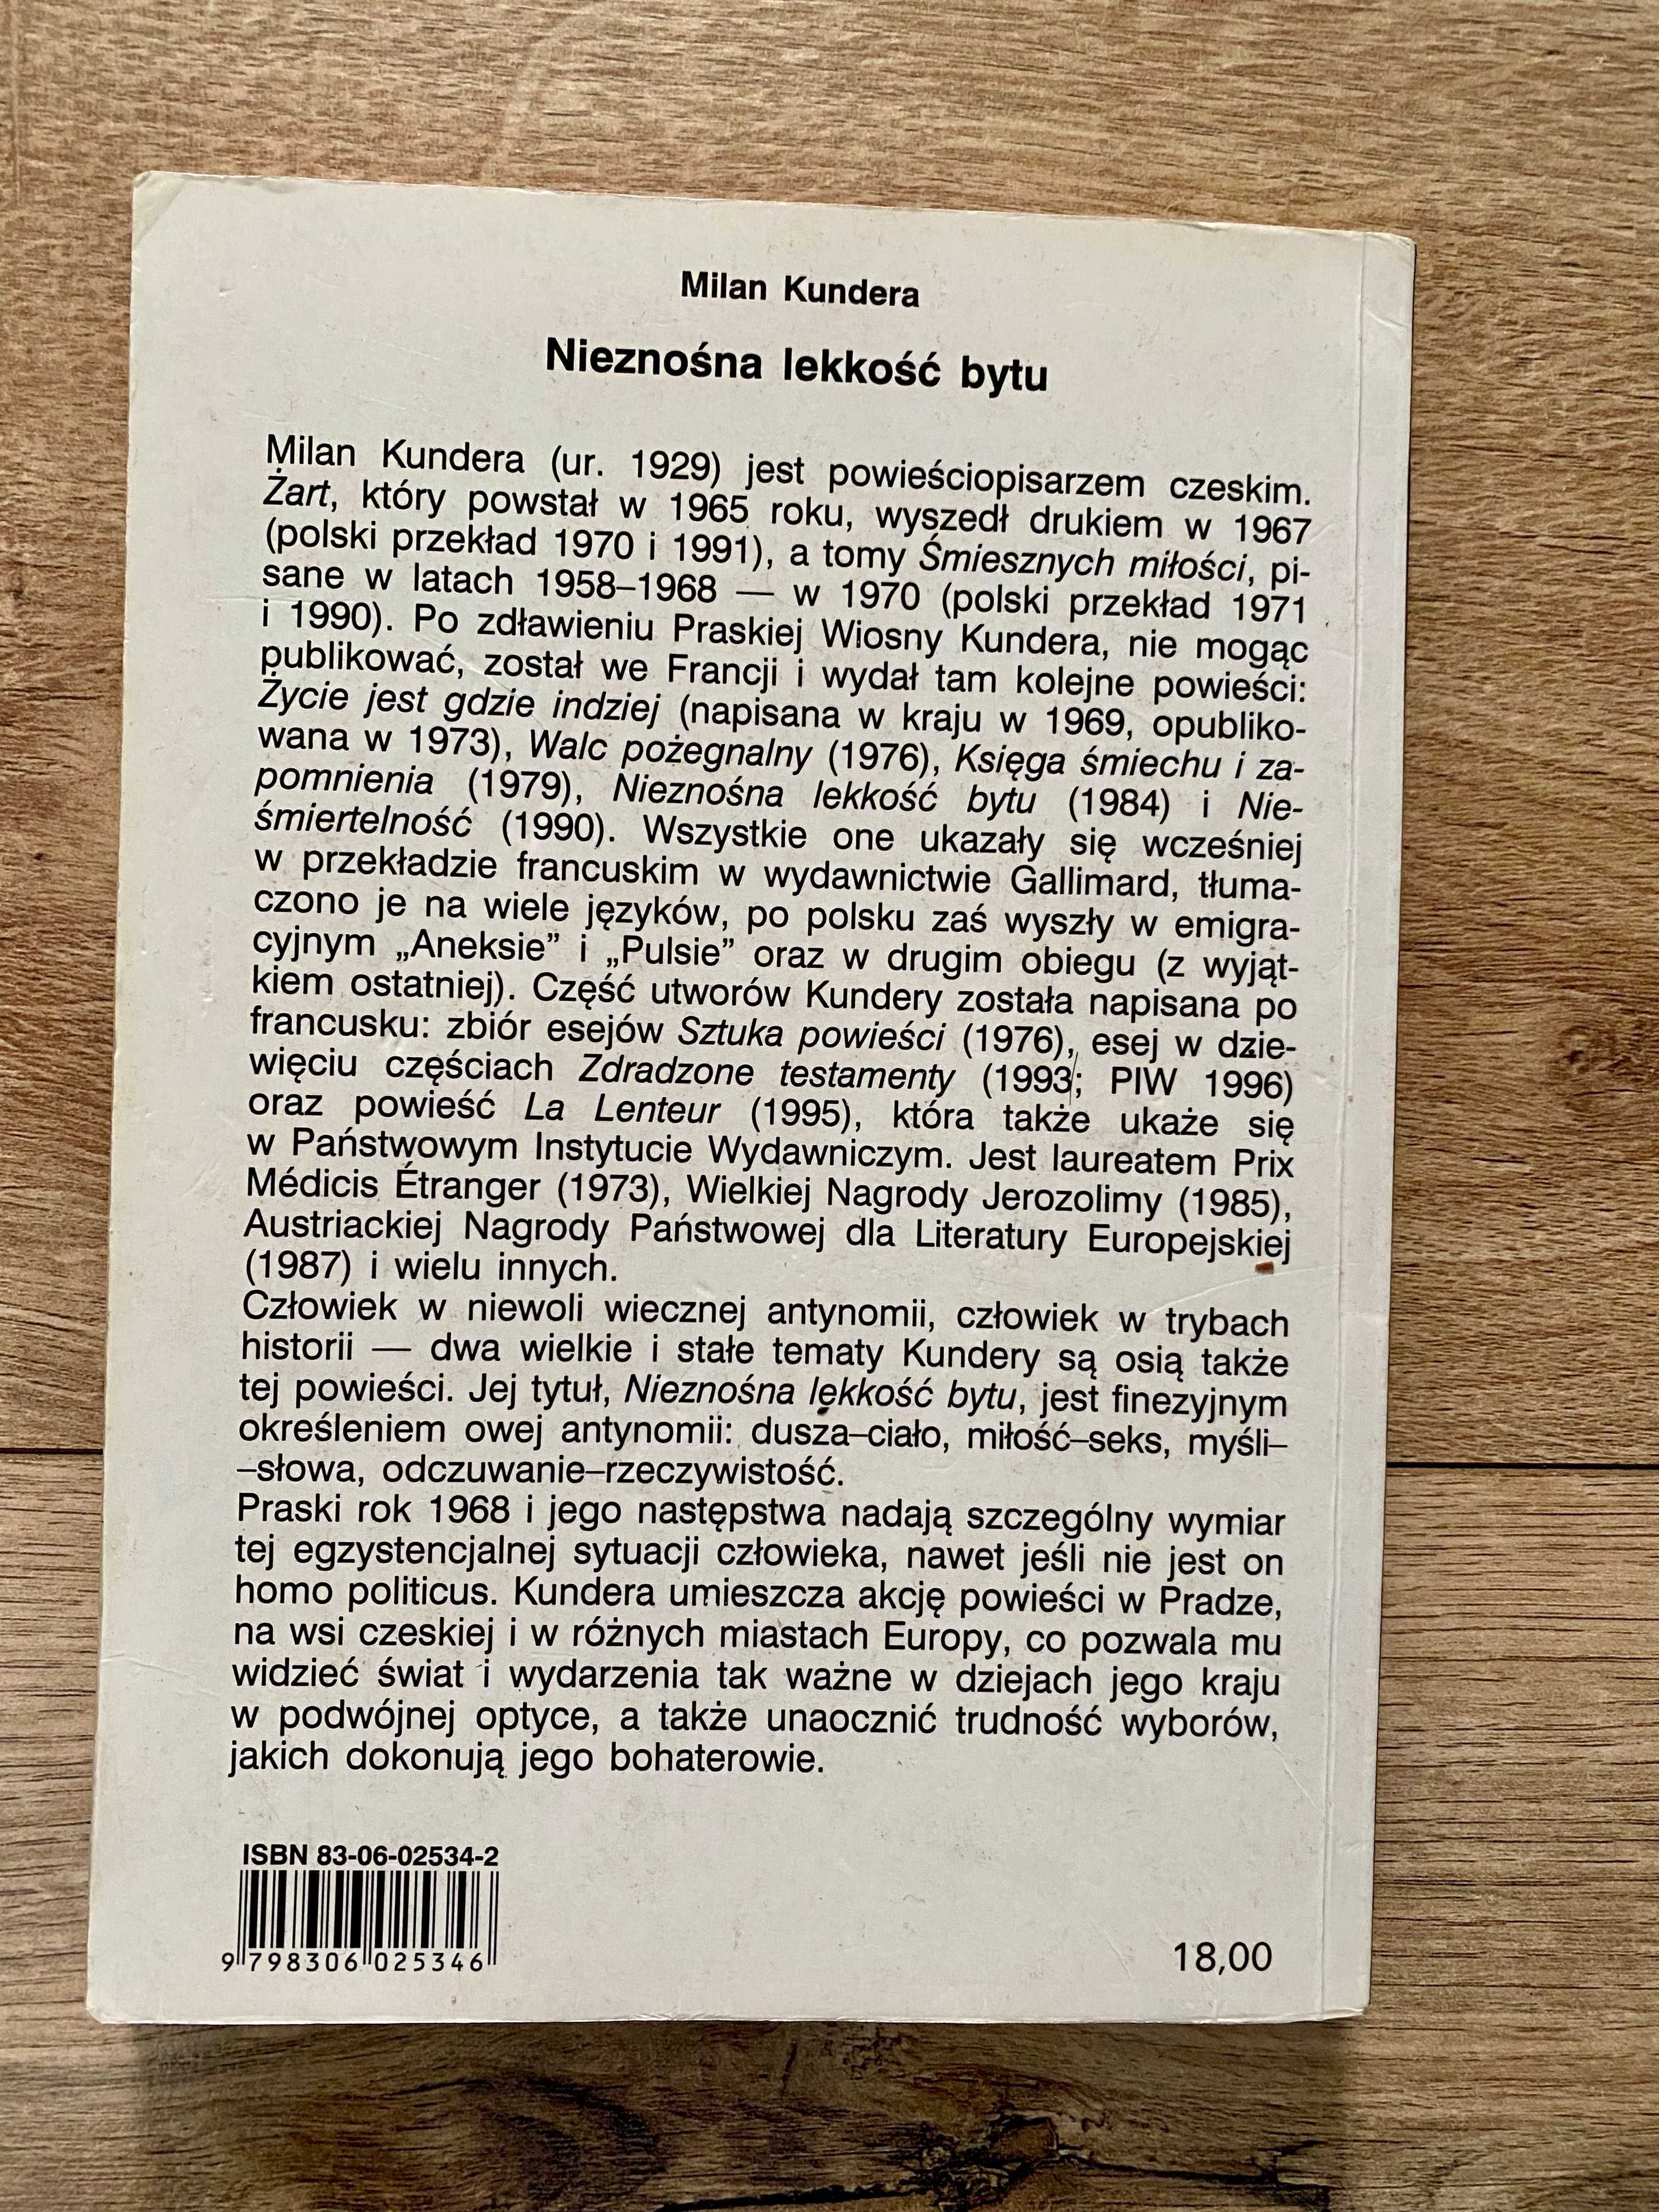 Milan Kundera
Nieznośna lekkość bytu
Milan Kundera (ur. 1929) jest powieściopisarzem czeskim.
Żart, który powstał w 1965 roku, wyszedł drukiem w 1967
(polski przekład 1970 i 1991), a tomy Śmiesznych miłości, pi-
sane w latach 1958–1968 — w 1970 (polski przekład 1971
i 1990). Po zdławieniu Praskiej Wiosny Kundera, nie mogąc
publikować, został we Francji i wydał tam kolejne powieści:
Życie jest gdzie indziej (napisana w kraju w 1969, opubliko-
wana w 1973), Walc pożegnalny (1976), Księga śmiechu i za-
pomnienia (1979), Nieznośna lekkość bytu (1984) i Nie-
śmiertelność (1990). Wszystkie one ukazały się wcześniej
w przekładzie francuskim w wydawnictwie Gallimard, tłuma-
czono je na wiele języków, po polsku zaś wyszły w emigra-
cyjnym „Aneksie” i „Pulsie” oraz w drugim obiegu (z wyjąt-
kiem ostatniej). Część utworów Kundery została napisana po
francusku: zbiór esejów Sztuka powieści (1976), esej w dzie-
więciu częściach Zdradzone testamenty (1993; PIW 1996)
oraz powieść La Lenteur (1995), która także ukaże się
w Państwowym Instytucie Wydawniczym. Jest laureatem Prix
Médicis Étranger (1973), Wielkiej Nagrody Jerozolimy (1985),
Austriackiej Nagrody Państwowej dla Literatury Europejskiej
(1987) i wielu innych.
Człowiek w niewoli wiecznej antynomii, człowiek w trybach
historii — dwa wielkie i stałe tematy Kundery są osią także
tej powieści. Jej tytuł, Nieznośna lekkość bytu, jest finezyjnym
określeniem owej antynomii: dusza–ciało, miłość–seks, myśli–
–słowa, odczuwanie–rzeczywistość.
Praski rok 1968 i jego następstwa nadają szczególny wymiar
tej egzystencjalnej sytuacji człowieka, nawet jeśli nie jest on
homo politicus. Kundera umieszcza akcję powieści w Pradze,
na wsi czeskiej i w różnych miastach Europy, co pozwala mu
widzieć świat i wydarzenia tak ważne w dziejach jego kraju
w podwójnej optyce, a także unaocznić trudność wyborów,
jakich dokonują jego bohaterowie.
ISBN 83-06-02534-2
9 798306 025346
18,00